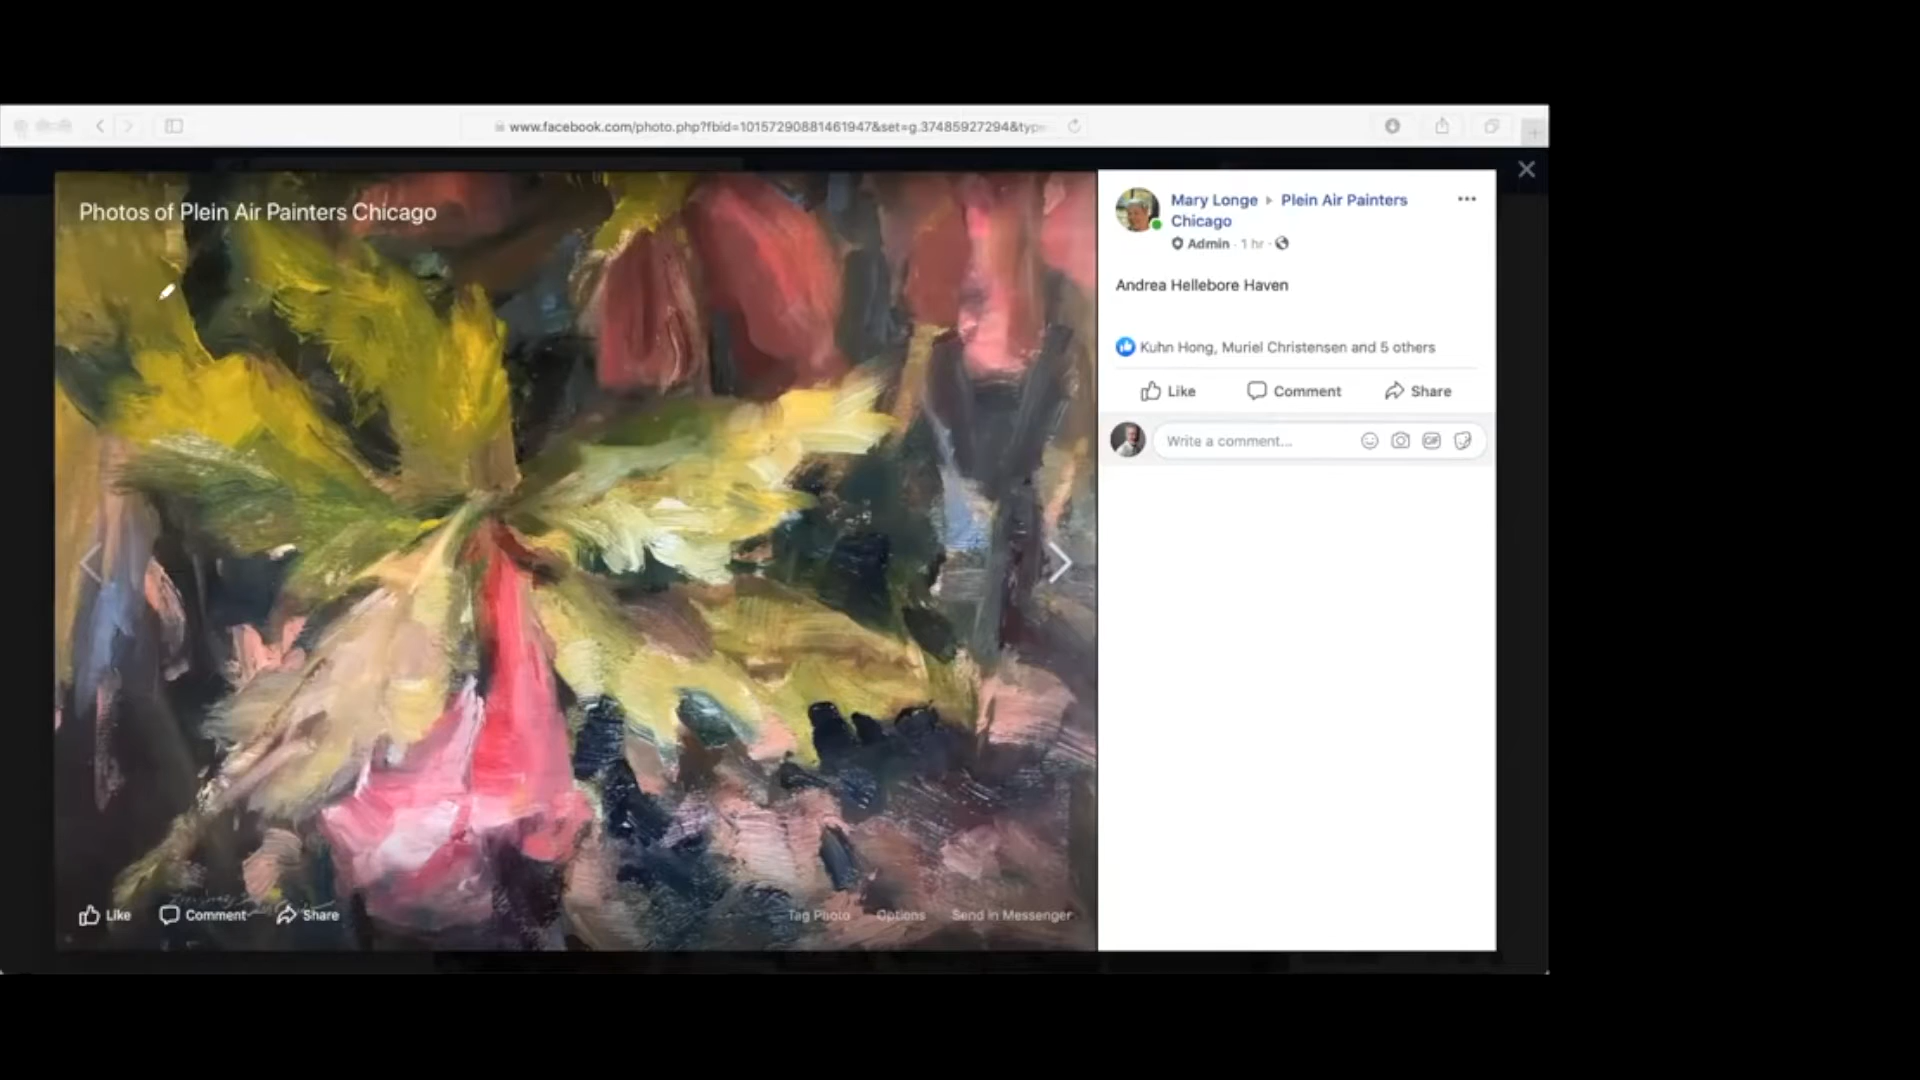 www.facebook.com/photo.php?fbid=10157290881461947&set=g.37485927294&typ
Photos of Plein Air Painters Chicago
Mary Longe ▸ Plein Air Painters
Chicago
Admin · 1 hr ·
Andrea Hellebore Haven
Kuhn Hong, Muriel Christensen and 5 others
Like Comment Share
Write a comment...
GIF
Like Comment Share
Tag Photo Options Send in Messenger